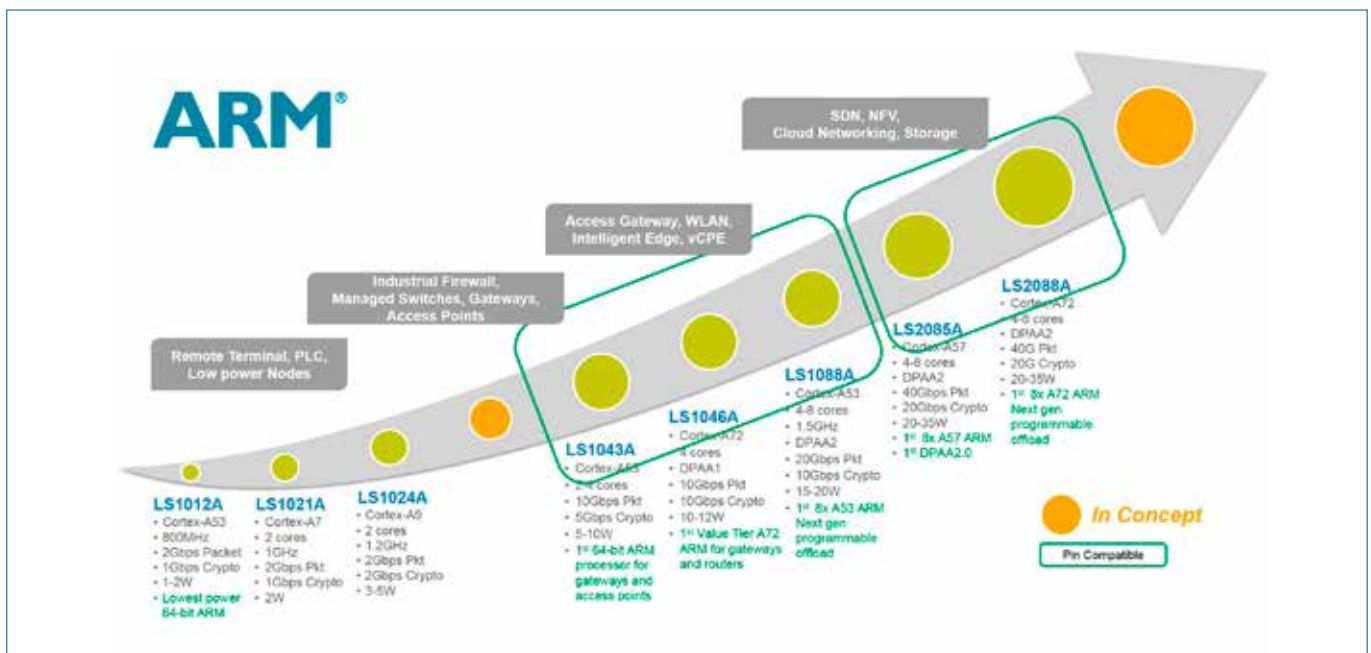 ARM®
SDN, NFV,
Cloud Networking, Storage
Access Gateway, WLAN,
Intelligent Edge, vCPE
Industrial Firewall,
Managed Switches, Gateways,
Access Points
Remote Terminal, PLC,
Low power Nodes
LS1012A
• Cortex-A53
• 800MHz
• 2Gbps Packet
• 1Gbps Crypto
• 1-2W
• Lowest power
64-bit ARM
LS1021A
• Cortex-A7
• 2 cores
• 1GHz
• 2Gbps Pkt
• 1Gbps Crypto
• 2W
LS1024A
• Cortex-A9
• 2 cores
• 1.2GHz
• 2Gbps Pkt
• 2Gbps Crypto
• 3-5W
LS1043A
• Cortex-A53
• 2-4 cores
• 10Gbps Pkt
• 5Gbps Crypto
• 5-10W
• 1st 64-bit ARM
processor for
gateways and
access points
LS1046A
• Cortex-A72
• 4 cores
• DPAA1
• 10Gbps Pkt
• 10Gbps Crypto
• 10-12W
• 1st Value Tier A72
ARM for gateways
and routers
LS1088A
• Cortex-A53
• 4-8 cores
• 1.5GHz
• DPAA2
• 20Gbps Pkt
• 10Gbps Crypto
• 15-20W
• 1st 8x A53 ARM
Next gen
programmable
offload
LS2085A
• Cortex-A57
• 4-8 cores
• DPAA2
• 40Gbps Pkt
• 20Gbps Crypto
• 20-35W
• 1st 8x A57 ARM
• 1st DPAA2.0
LS2088A
• Cortex-A72
• 4-8 cores
• DPAA2
• 40G Pkt
• 20G Crypto
• 20-35W
• 1st 8x A72 ARM
Next gen
programmable
offload
In Concept
Pin Compatible